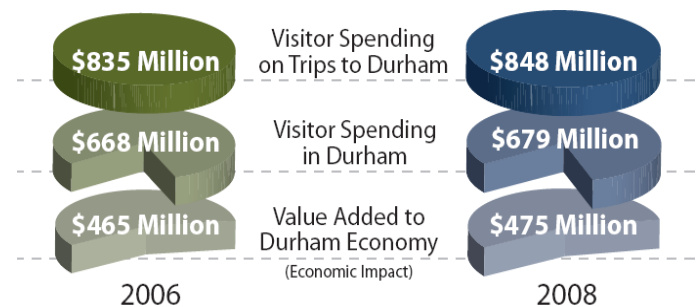 $835 Million
Visitor Spending
on Trips to Durham
$848 Million
$668 Million
Visitor Spending
in Durham
$679 Million
$465 Million
Value Added to
Durham Economy
(Economic Impact)
$475 Million
2006
2008